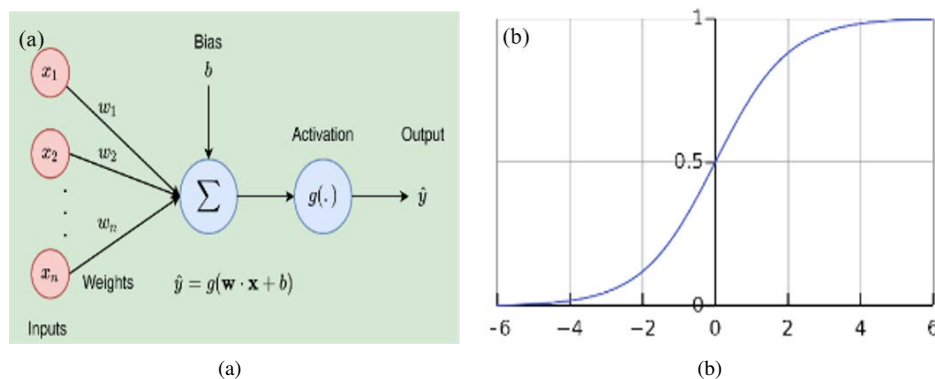 (a)
Bias
b
x₁
w₁
Activation
Output
x₂
w₂
∑
g(.)
ŷ
wₙ
xₙ
Weights
ŷ = g(w · x + b)
Inputs
(a)
(b)
1
0.5
0
-6
−4
−2
0
2
4
6
(b)